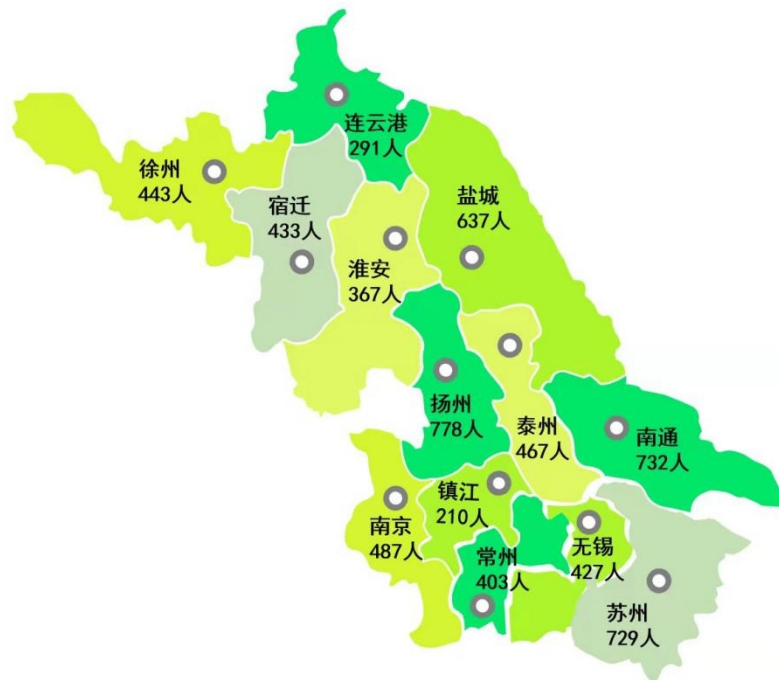 连云港
291人
徐州
443人
宿迁
433人
盐城
637人
淮安
367人
扬州
778人
泰州
467人
南通
732人
镇江
210人
南京
487人
常州
403人
无锡
427人
苏州
729人